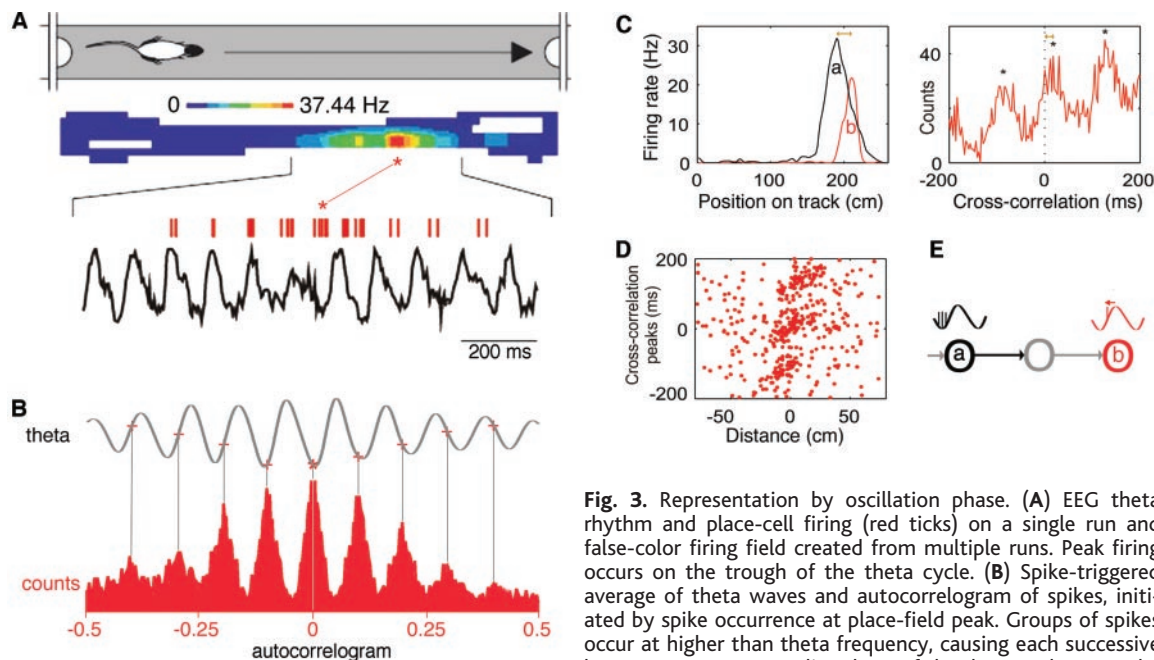 A
0 37.44 Hz
*
*
200 ms
B
theta
counts
-0.5 -0.25 0 0.25 0.5
autocorrelogram
C
Firing rate (Hz)
30
20
10
0
a
b
0 100 200
Position on track (cm)
Counts
40
0
* * *
-200 0 200
Cross-correlation (ms)
D
Cross-correlation
peaks (ms)
200
0
-200
-50 0 50
Distance (cm)
E
a b
Fig. 3. Representation by oscillation phase. (A) EEG theta
rhythm and place-cell firing (red ticks) on a single run and
false-color firing field created from multiple runs. Peak firing
occurs on the trough of the theta cycle. (B) Spike-triggered
average of theta waves and autocorrelogram of spikes, initi-
ated by spike occurrence at place-field peak. Groups of spikes
occur at higher than theta frequency, causing each successive